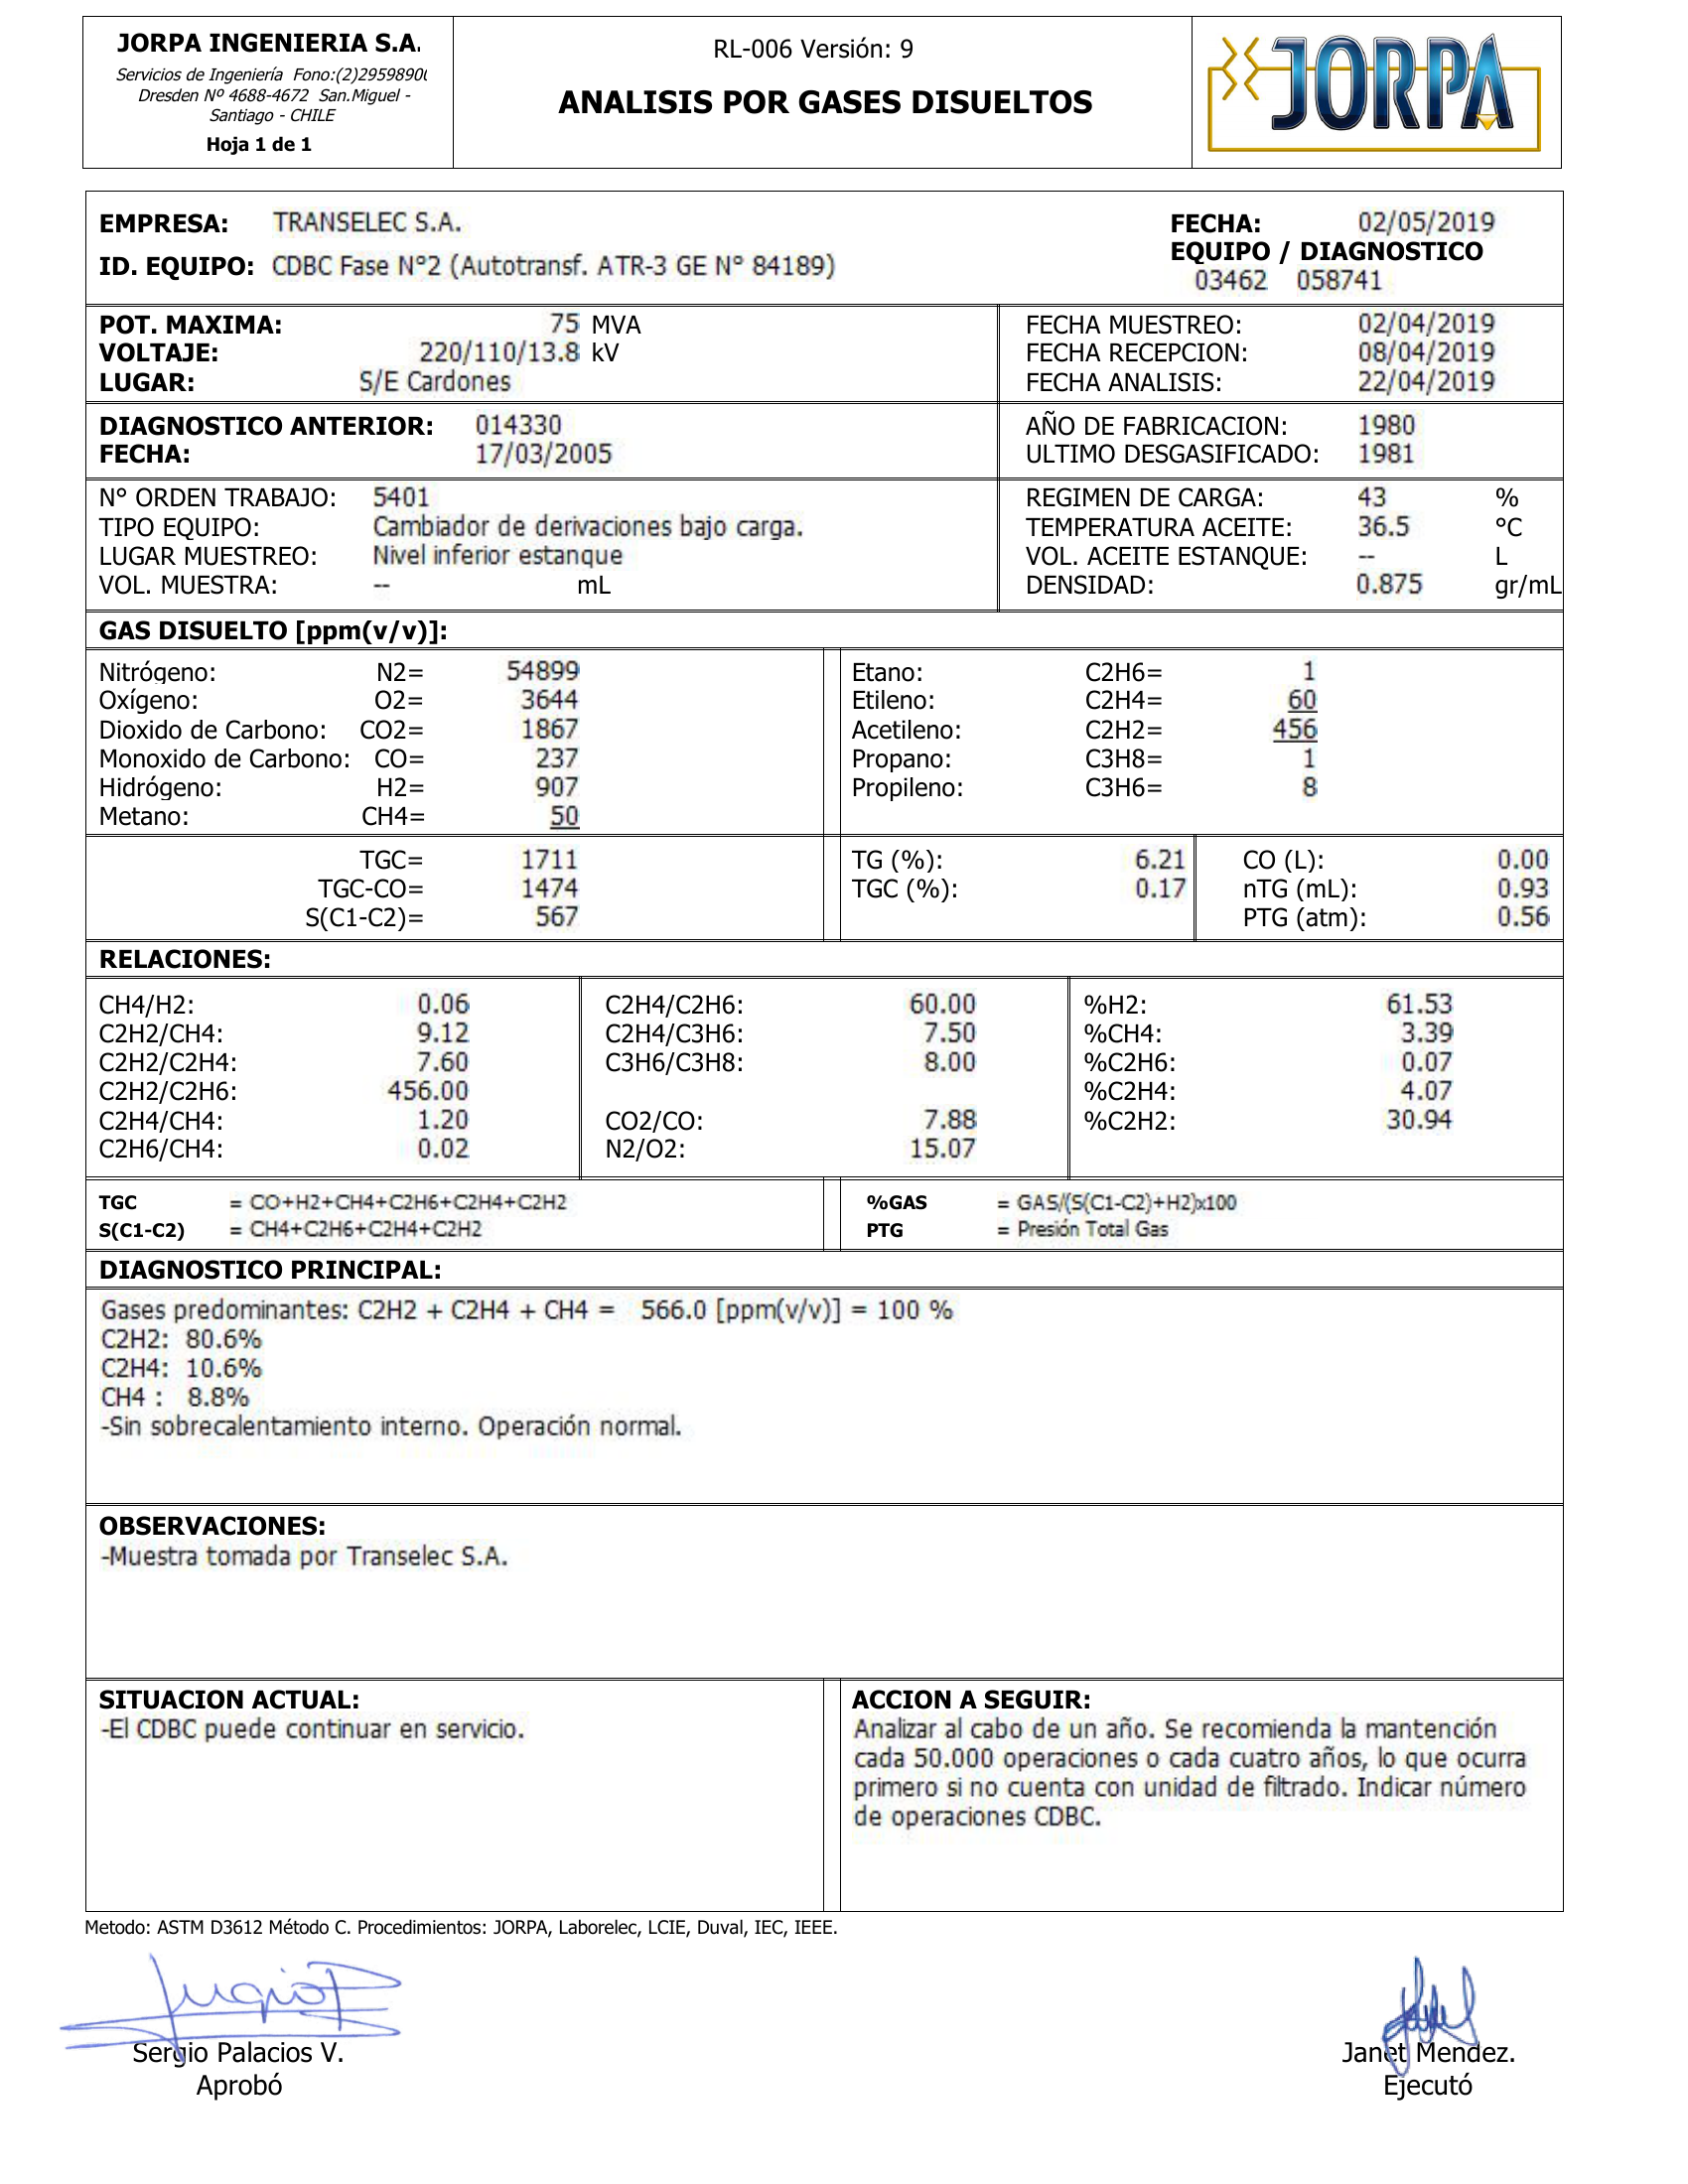 JORPA INGENIERIA S.A.
Servicios de Ingeniería Fono:(2)29598900
Dresden Nº 4688-4672 San.Miguel -
Santiago - CHILE
Hoja 1 de 1
RL-006 Versión: 9
ANALISIS POR GASES DISUELTOS
JORPA
EMPRESA: TRANSELEC S.A.
ID. EQUIPO: CDBC Fase N°2 (Autotransf. ATR-3 GE N° 84189)
FECHA: 02/05/2019
EQUIPO / DIAGNOSTICO
03462 058741
POT. MAXIMA: 75 MVA
VOLTAJE: 220/110/13.8 kV
LUGAR: S/E Cardones
FECHA MUESTREO: 02/04/2019
FECHA RECEPCION: 08/04/2019
FECHA ANALISIS: 22/04/2019
DIAGNOSTICO ANTERIOR: 014330
FECHA: 17/03/2005
AÑO DE FABRICACION: 1980
ULTIMO DESGASIFICADO: 1981
N° ORDEN TRABAJO: 5401
TIPO EQUIPO: Cambiador de derivaciones bajo carga.
LUGAR MUESTREO: Nivel inferior estanque
VOL. MUESTRA: -- mL
REGIMEN DE CARGA: 43 %
TEMPERATURA ACEITE: 36.5 °C
VOL. ACEITE ESTANQUE: -- L
DENSIDAD: 0.875 gr/mL
GAS DISUELTO [ppm(v/v)]:
Nitrógeno: N2= 54899
Oxígeno: O2= 3644
Dioxido de Carbono: CO2= 1867
Monoxido de Carbono: CO= 237
Hidrógeno: H2= 907
Metano: CH4= 50
Etano: C2H6= 1
Etileno: C2H4= 60
Acetileno: C2H2= 456
Propano: C3H8= 1
Propileno: C3H6= 8
TGC= 1711
TGC-CO= 1474
S(C1-C2)= 567
TG (%): 6.21
TGC (%): 0.17
CO (L): 0.00
nTG (mL): 0.93
PTG (atm): 0.56
RELACIONES:
CH4/H2: 0.06
C2H2/CH4: 9.12
C2H2/C2H4: 7.60
C2H2/C2H6: 456.00
C2H4/CH4: 1.20
C2H6/CH4: 0.02
C2H4/C2H6: 60.00
C2H4/C3H6: 7.50
C3H6/C3H8: 8.00
CO2/CO: 7.88
N2/O2: 15.07
%H2: 61.53
%CH4: 3.39
%C2H6: 0.07
%C2H4: 4.07
%C2H2: 30.94
TGC = CO+H2+CH4+C2H6+C2H4+C2H2
S(C1-C2) = CH4+C2H6+C2H4+C2H2
%GAS = GAS/(S(C1-C2)+H2)x100
PTG = Presión Total Gas
DIAGNOSTICO PRINCIPAL:
Gases predominantes: C2H2 + C2H4 + CH4 = 566.0 [ppm(v/v)] = 100 %
C2H2: 80.6%
C2H4: 10.6%
CH4 : 8.8%
-Sin sobrecalentamiento interno. Operación normal.
OBSERVACIONES:
-Muestra tomada por Transelec S.A.
SITUACION ACTUAL:
-El CDBC puede continuar en servicio.
ACCION A SEGUIR:
Analizar al cabo de un año. Se recomienda la mantención
cada 50.000 operaciones o cada cuatro años, lo que ocurra
primero si no cuenta con unidad de filtrado. Indicar número
de operaciones CDBC.
Metodo: ASTM D3612 Método C. Procedimientos: JORPA, Laborelec, LCIE, Duval, IEC, IEEE.
Sergio Palacios V.
Aprobó
Janet Mendez.
Ejecutó